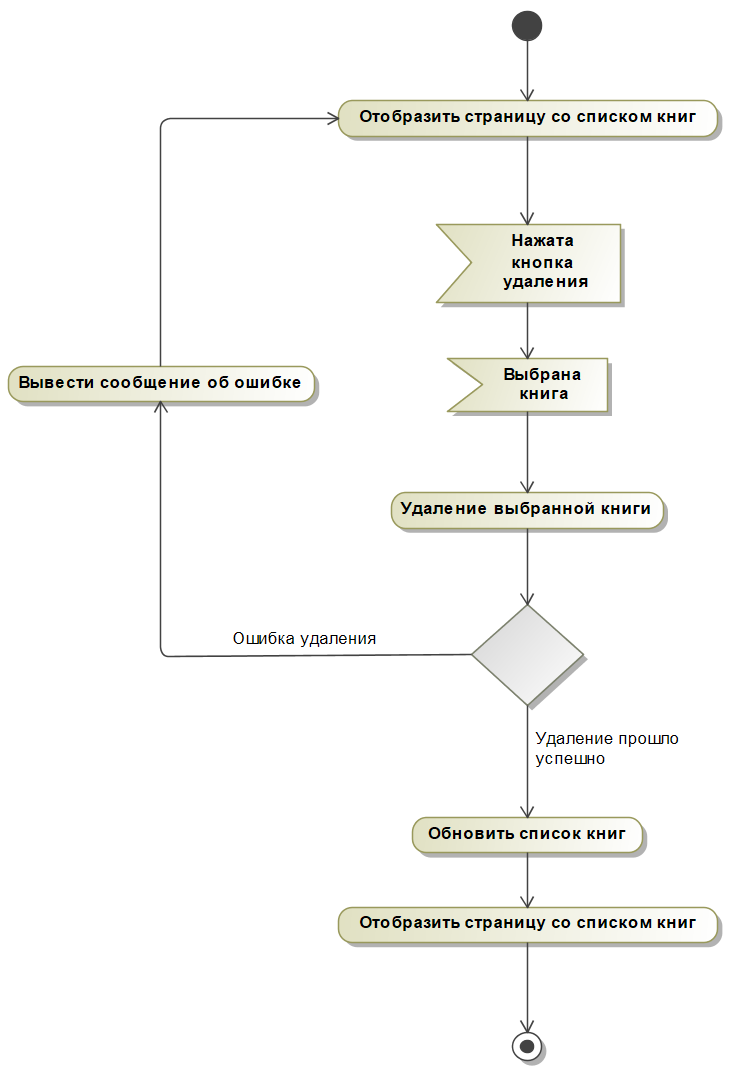 Отобразить страницу со списком книг
Нажата
кнопка
удаления
Выбрана
книга
Вывести сообщение об ошибке
Удаление выбранной книги
Ошибка удаления
Удаление прошло
успешно
Обновить список книг
Отобразить страницу со списком книг